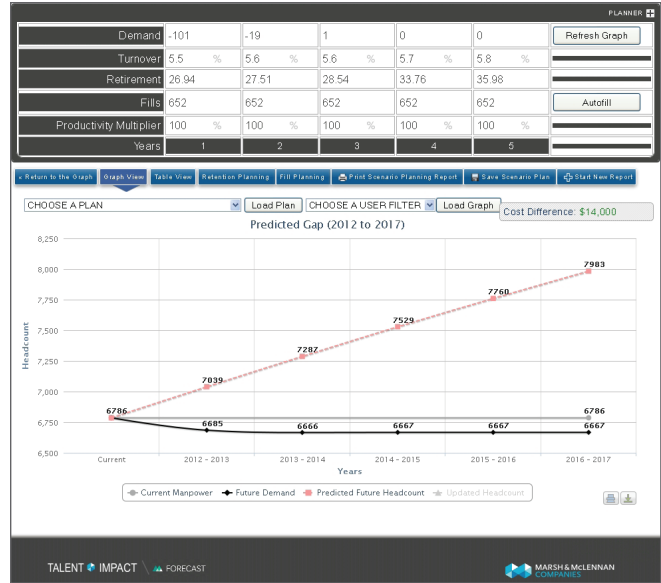 PLANNER
Demand -101 -19 1 0 0 Refresh Graph
Turnover 5.5 % 5.6 % 5.6 % 5.7 % 5.8 %
Retirement 26.94 27.51 28.54 33.76 35.98
Fills 652 652 652 652 652 Autofill
Productivity Multiplier 100 % 100 % 100 % 100 % 100 %
Years 1 2 3 4 5
« Return to the Graph Graph View Table View Retention Planning Fill Planning Print Scenario Planning Report Save Scenario Plan Start New Report
CHOOSE A PLAN Load Plan CHOOSE A USER FILTER Load Graph Cost Difference: $14,000
Predicted Gap (2012 to 2017)
8,250
8,000
7983
7,750
7760
7,500
7529
7,250
7287
7,000
7039
6786 6786
6,750
6685 6666 6667 6667 6667
6,500
Headcount
Current 2012 - 2013 2013 - 2014 2014 - 2015 2015 - 2016 2016 - 2017
Years
Current Manpower Future Demand Predicted Future Headcount Updated Headcount
TALENT IMPACT FORECAST
MARSH & McLENNAN
COMPANIES